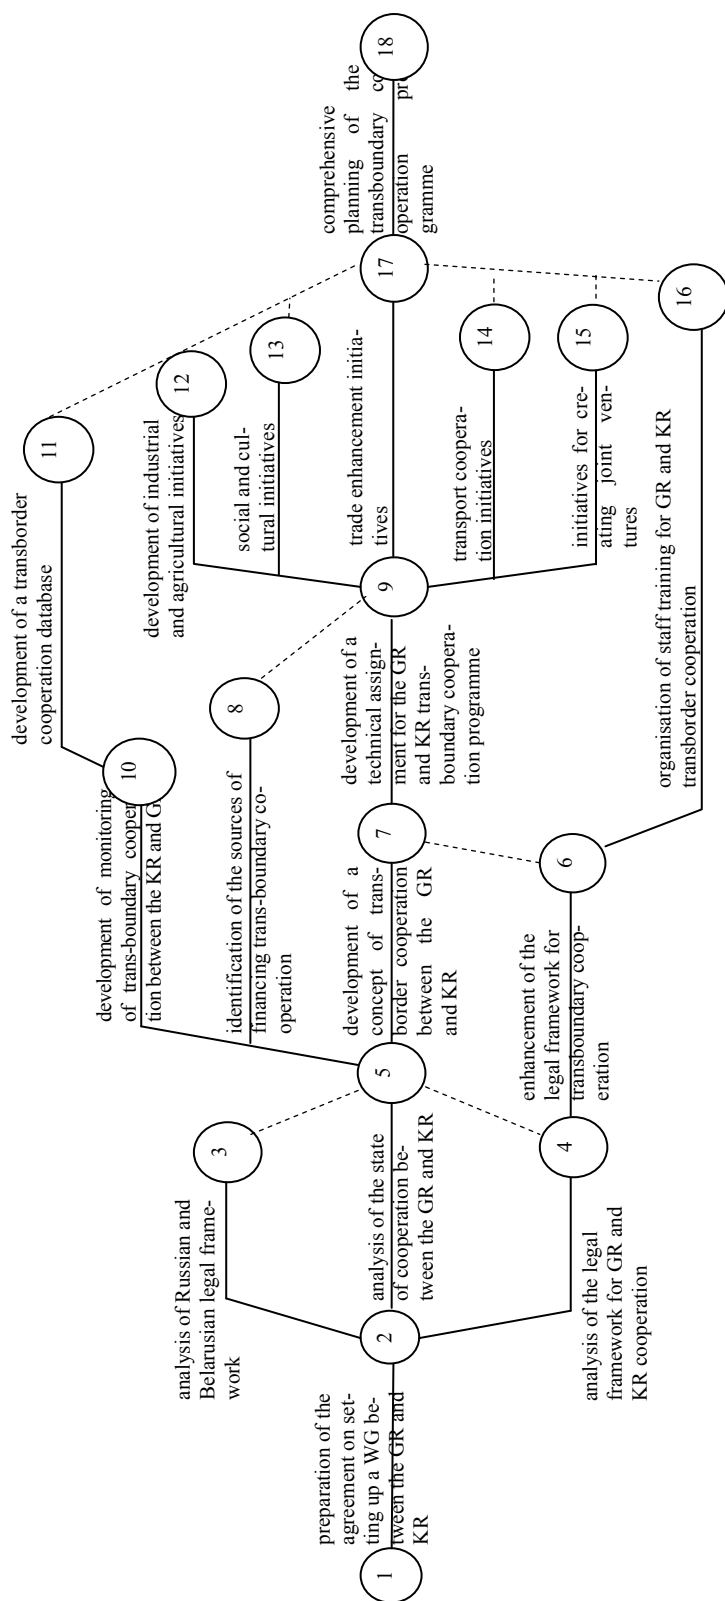 1
preparation of the
agreement on set-
ting up a WG be-
tween the GR and
KR
2
analysis of Russian and
Belarusian legal frame-
work
3
analysis of the state
of cooperation be-
tween the GR and KR
analysis of the legal
framework for GR and
KR cooperation
4
5
development of monitoring
of trans-boundary cooper
tion between the KR and G
10
identification of the sources of
financing trans-boundary co-
operation
8
development of a
concept of trans-
border cooperation
between the GR
and KR
7
enhancement of the
legal framework for
transboundary coop-
eration
6
development of a transborder
cooperation database
11
development of a
technical assign-
ment for the GR
and KR trans-
boundary coopera-
tion programme
9
organisation of staff training for GR and KR
transborder cooperation
16
development of industrial
and agricultural initiatives
12
social and cul-
tural initiatives
13
trade enhancement initia-
tives
17
transport coopera-
tion initiatives
14
initiatives for cre-
ating joint ven-
tures
15
comprehensive
planning of the
transboundary co
operation pro
gramme
18